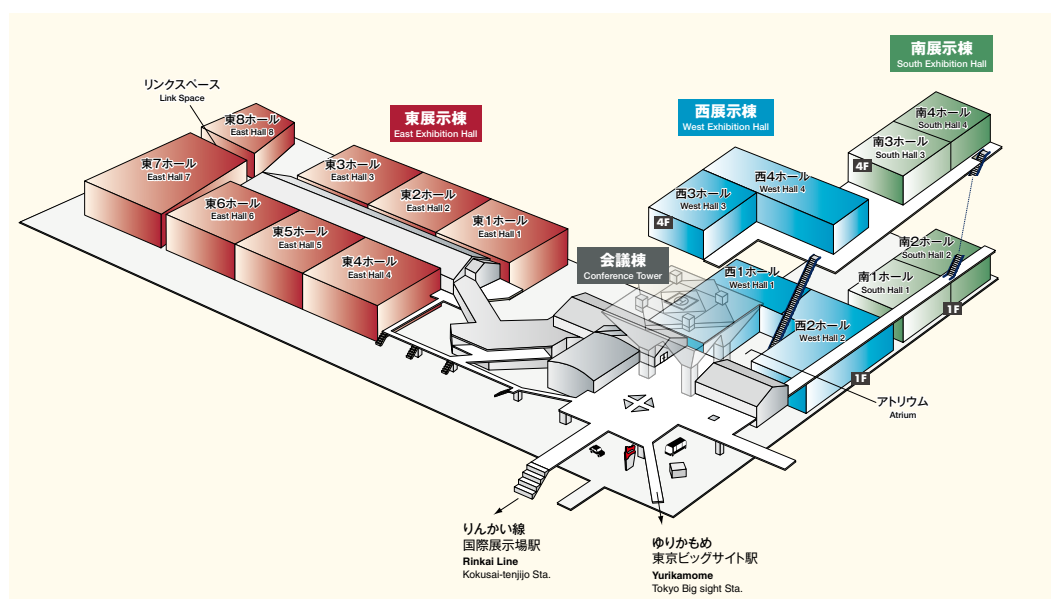 南展示棟
South Exhibition Hall
リンクスペース
Link Space
東展示棟
East Exhibition Hall
西展示棟
West Exhibition Hall
東8ホール
East Hall 8
東7ホール
East Hall 7
東3ホール
East Hall 3
東6ホール
East Hall 6
東2ホール
East Hall 2
東5ホール
East Hall 5
東1ホール
East Hall 1
東4ホール
East Hall 4
南4ホール
South Hall 4
南3ホール
South Hall 3
4F
西4ホール
West Hall 4
西3ホール
West Hall 3
4F
会議棟
Conference Tower
西1ホール
West Hall 1
西2ホール
West Hall 2
1F
南2ホール
South Hall 2
南1ホール
South Hall 1
1F
アトリウム
Atrium
りんかい線
国際展示場駅
Rinkai Line
Kokusai-tenjijo Sta.
ゆりかもめ
東京ビッグサイト駅
Yurikamome
Tokyo Big sight Sta.